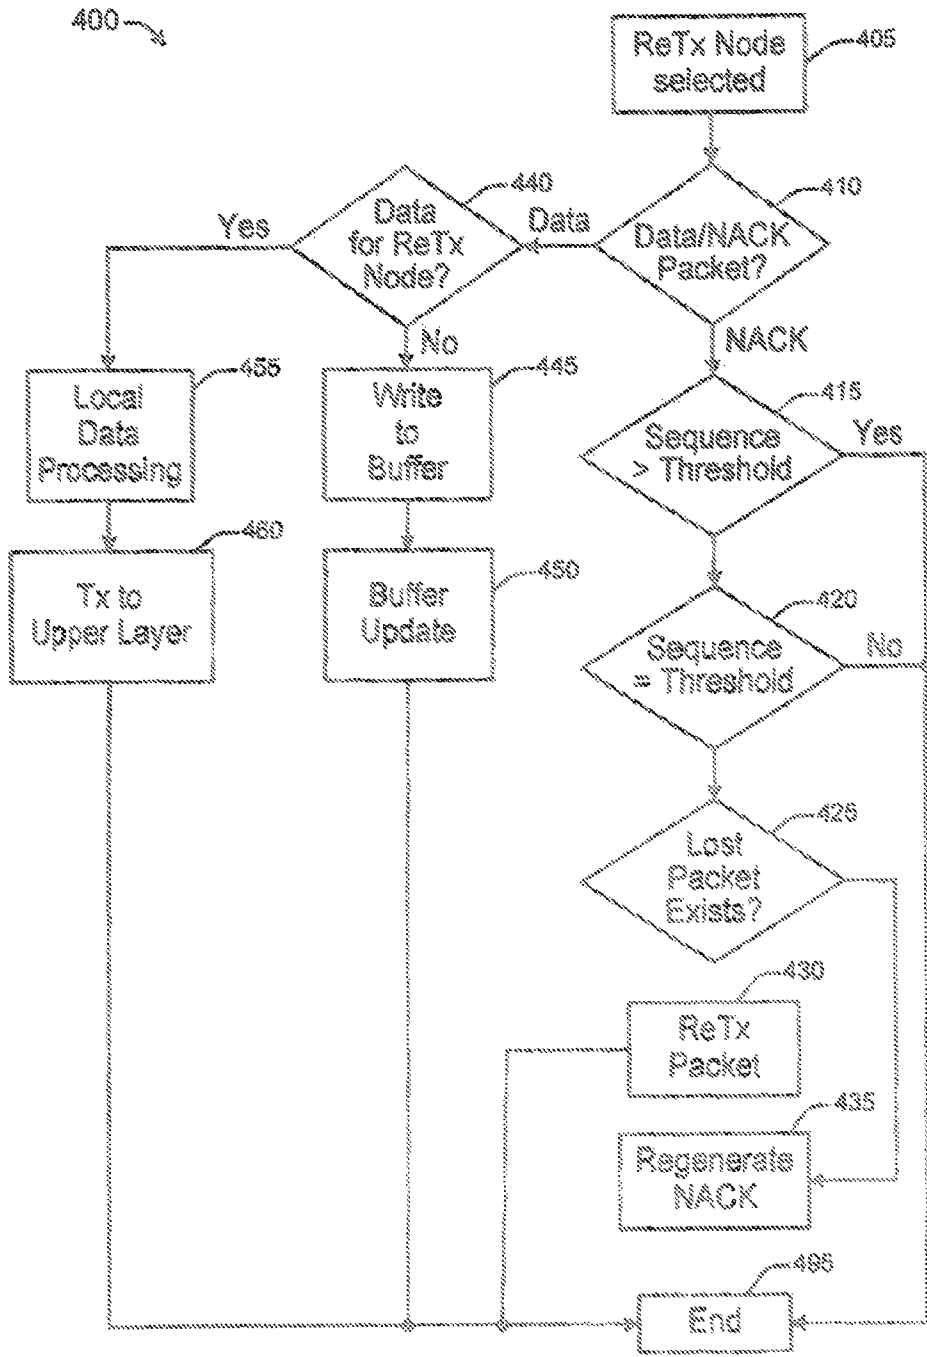 400
ReTx Node
selected
405
Data/NACK
Packet?
410
Data
NACK
Data
for ReTx
Node?
440
Yes
No
Local
Data
Processing
455
Write
to
Buffer
445
Sequence
> Threshold
415
Yes
Tx to
Upper Layer
460
Buffer
Update
450
Sequence
= Threshold
420
No
Lost
Packet
Exists?
425
ReTx
Packet
430
Regenerate
NACK
435
End
495